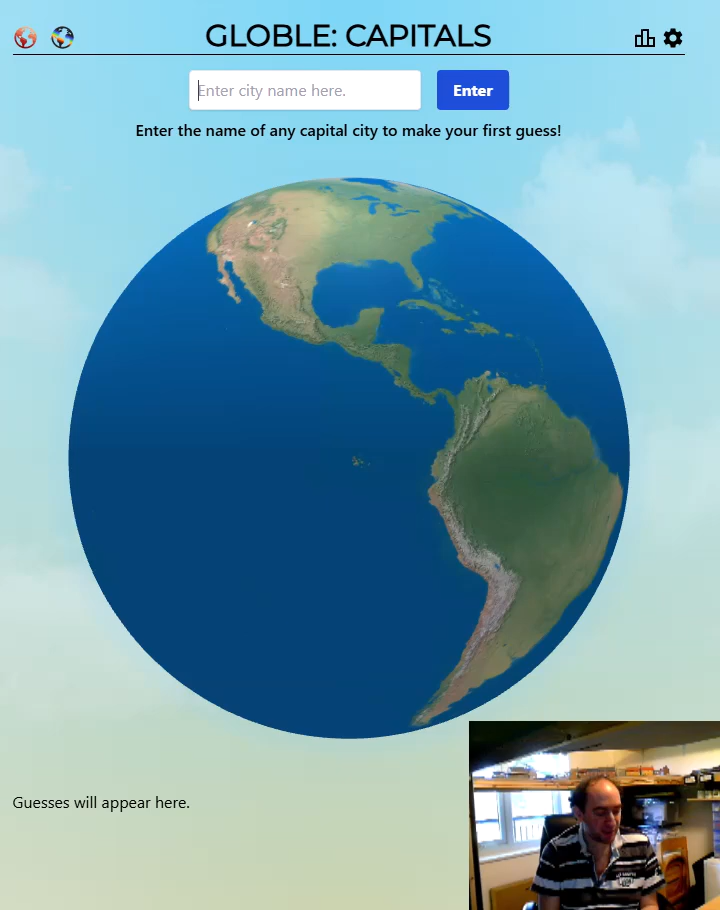 GLOBLE: CAPITALS
Enter city name here.
Enter
Enter the name of any capital city to make your first guess!
Guesses will appear here.